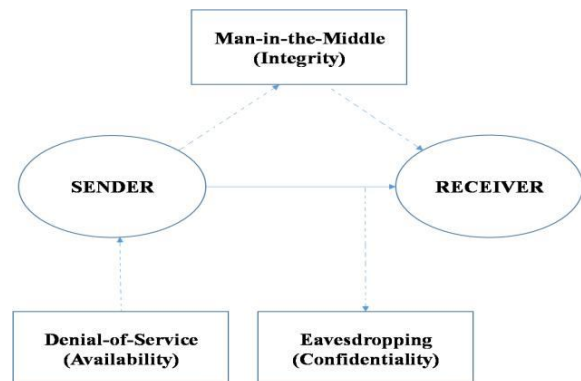 Man-in-the-Middle
(Integrity)
SENDER
RECEIVER
Denial-of-Service
(Availability)
Eavesdropping
(Confidentiality)